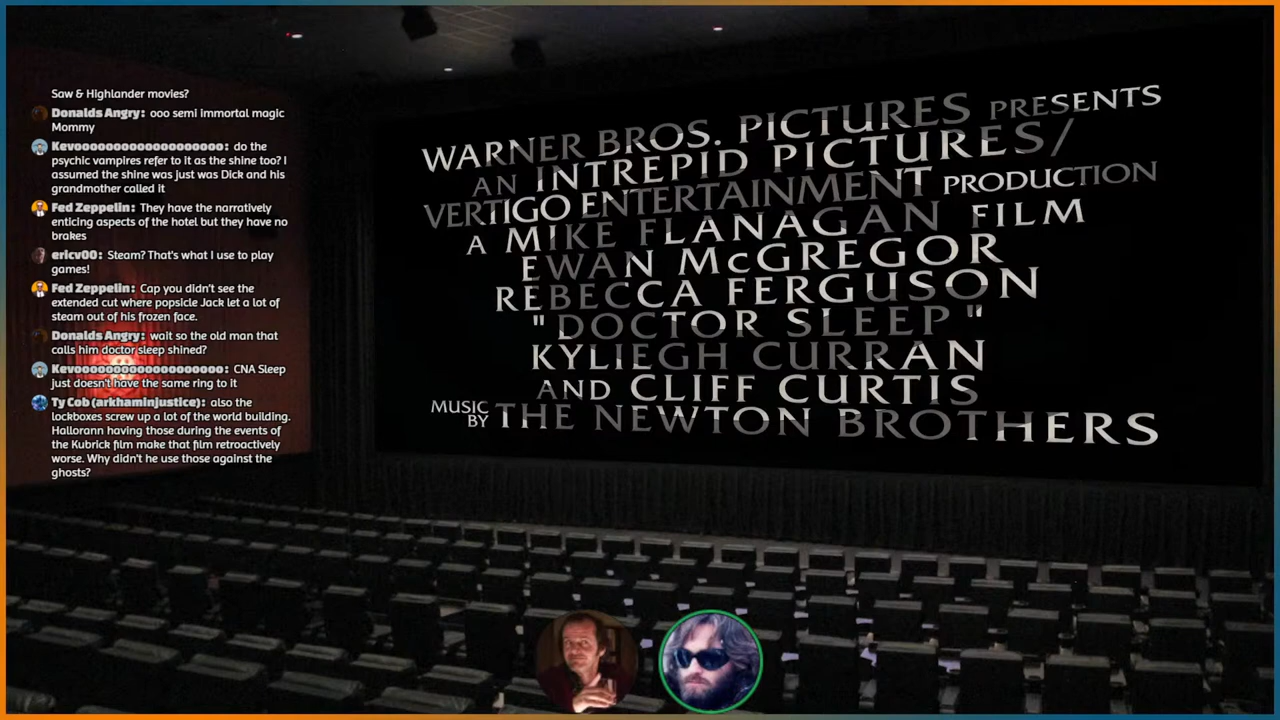 Saw & Highlander movies?
Donalds Angry: ooo semi immortal magic
Mommy
Kevoooooooooooooooooooo: do the
psychic vampires refer to it as the shine too? I
assumed the shine was just was Dick and his
grandmother called it
Fed Zeppelin: They have the narratively
enticing aspects of the hotel but they have no
brakes
ericv00: Steam? That's what I use to play
games!
Fed Zeppelin: Cap you didn't see the
extended cut where popsicle Jack let a lot of
steam out of his frozen face.
Donalds Angry: wait so the old man that
calls him doctor sleep shined?
Kevoooooooooooooooooooo: CNA Sleep
just doesn't have the same ring to it
Ty Cob (arkhaminjustice): also the
lockboxes screw up a lot of the world building.
Hallorann having those during the events of
the Kubrick film make that film retroactively
worse. Why didn't he use those against the
ghosts?
WARNER BROS. PICTURES PRESENTS
AN INTREPID PICTURES/
VERTIGO ENTERTAINMENT PRODUCTION
A MIKE FLANAGAN FILM
EWAN McGREGOR
REBECCA FERGUSON
"DOCTOR SLEEP"
KYLIEGH CURRAN
AND CLIFF CURTIS
MUSIC BY THE NEWTON BROTHERS